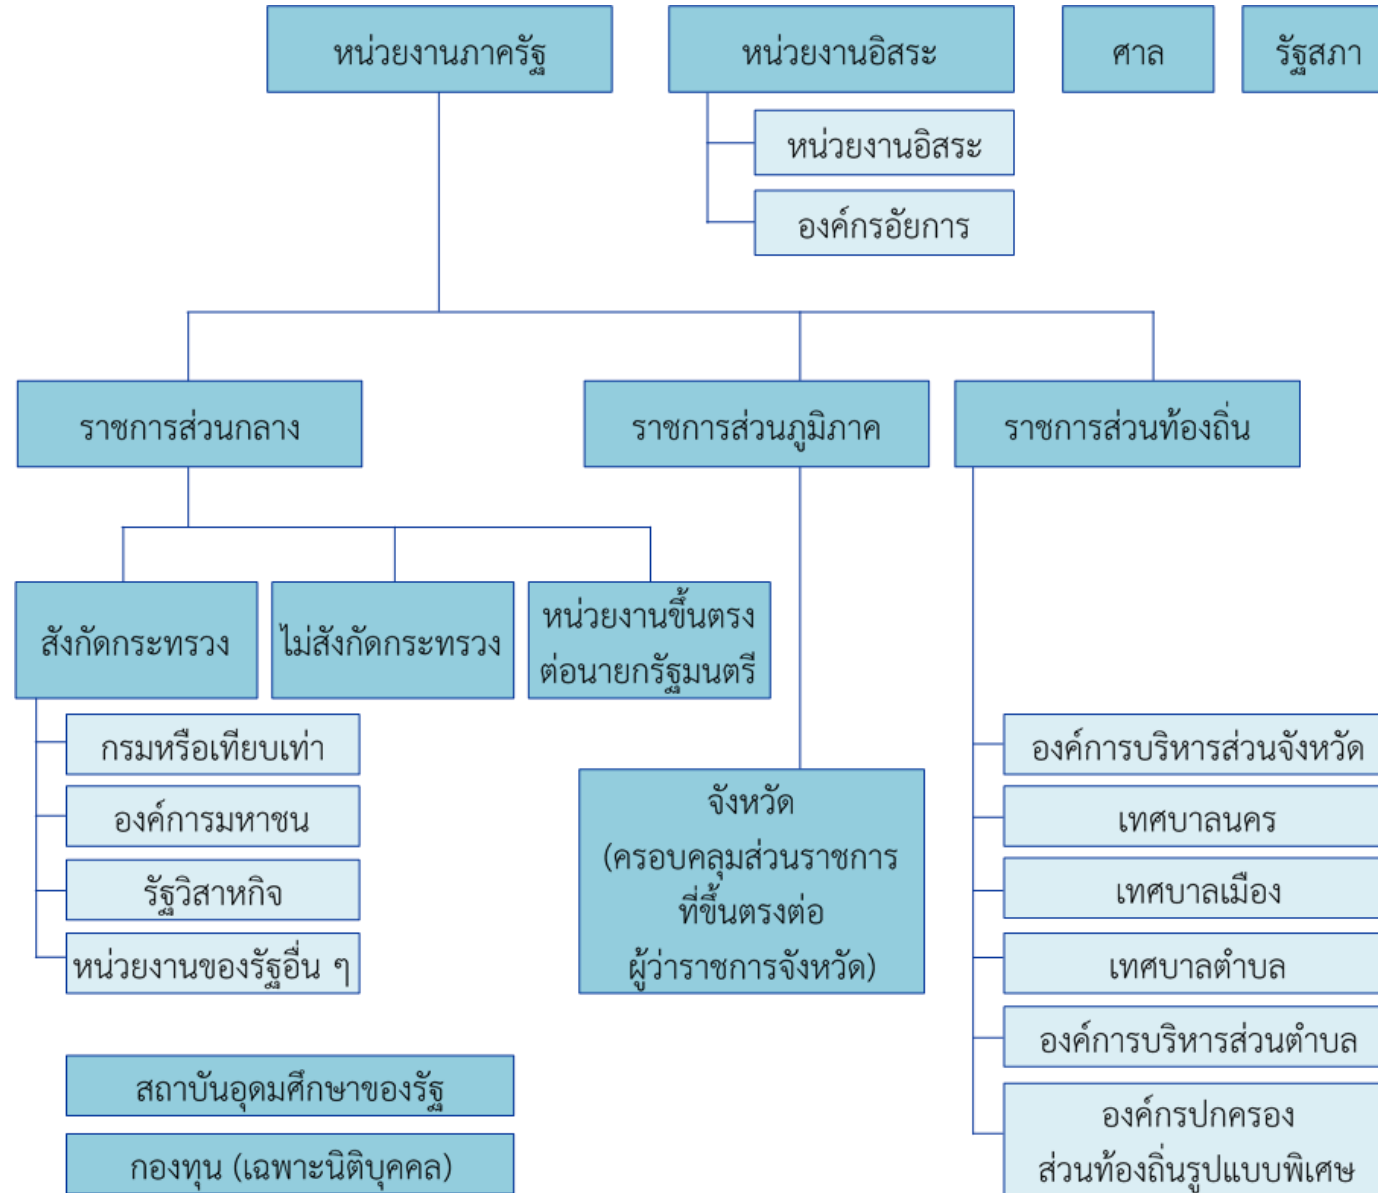 หน่วยงานภาครัฐ
หน่วยงานอิสระ
ศาล
รัฐสภา
หน่วยงานอิสระ
องค์กรอัยการ
ราชการส่วนกลาง
ราชการส่วนภูมิภาค
ราชการส่วนท้องถิ่น
สังกัดกระทรวง
ไม่สังกัดกระทรวง
หน่วยงานขึ้นตรง
ต่อนายกรัฐมนตรี
กรมหรือเทียบเท่า
องค์การมหาชน
รัฐวิสาหกิจ
หน่วยงานของรัฐอื่น ๆ
จังหวัด
(ครอบคลุมส่วนราชการ
ที่ขึ้นตรงต่อ
ผู้ว่าราชการจังหวัด)
องค์การบริหารส่วนจังหวัด
เทศบาลนคร
เทศบาลเมือง
เทศบาลตำบล
องค์การบริหารส่วนตำบล
องค์กรปกครอง
ส่วนท้องถิ่นรูปแบบพิเศษ
สถาบันอุดมศึกษาของรัฐ
กองทุน (เฉพาะนิติบุคคล)